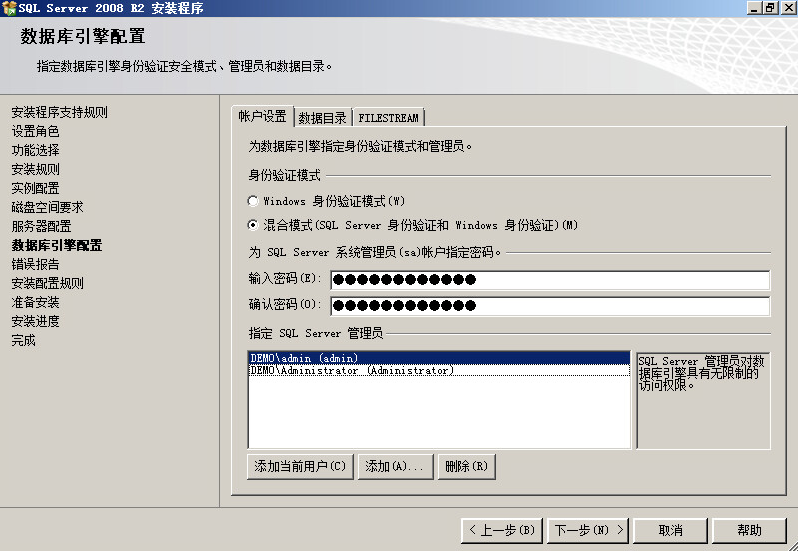 SQL Server 2008 R2 安装程序
数据库引擎配置
指定数据库引擎身份验证安全模式、管理员和数据目录。
安装程序支持规则
设置角色
功能选择
安装规则
实例配置
磁盘空间要求
服务器配置
数据库引擎配置
错误报告
安装配置规则
准备安装
安装进度
完成
帐户设置 数据目录 FILESTREAM
为数据库引擎指定身份验证模式和管理员。
身份验证模式
Windows 身份验证模式(W)
混合模式(SQL Server 身份验证和 Windows 身份验证)(M)
为 SQL Server 系统管理员(sa)帐户指定密码。
输入密码(E): ●●●●●●●●●●●●
确认密码(O): ●●●●●●●●●●●●
指定 SQL Server 管理员
DEMO\admin (admin)
DEMO\Administrator (Administrator)
SQL Server 管理员对数
据库引擎具有无限制的
访问权限。
添加当前用户(C) 添加(A)... 删除(R)
< 上一步(B) 下一步(N) > 取消 帮助